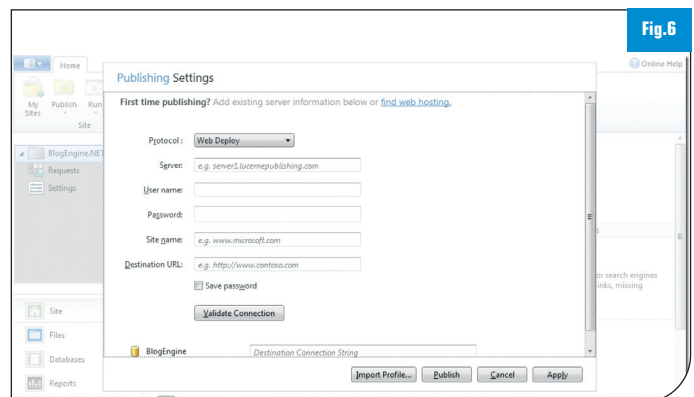 Fig.6
Home
Online Help
My Sites
Publish
Run
Site
BlogEngine.NET
Requests
Settings
Site
Files
Databases
Reports
Publishing Settings
First time publishing? Add existing server information below or find web hosting.
Protocol: Web Deploy
Server: e.g. server1.lucernepublishing.com
User name:
Password:
Site name: e.g. www.microsoft.com
Destination URL: e.g. http://www.contoso.com
Save password
Validate Connection
BlogEngine Destination Connection String
Import Profile... Publish Cancel Apply
or search engines
links, missing